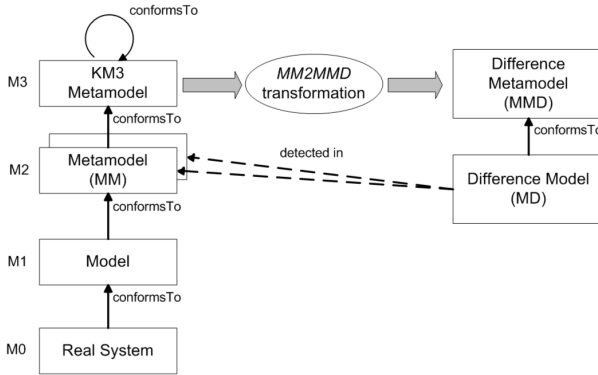 conformsTo
M3
KM3
Metamodel
MM2MMD
transformation
Difference
Metamodel
(MMD)
conformsTo
conformsTo
M2
Metamodel
(MM)
detected in
Difference Model
(MD)
conformsTo
M1
Model
conformsTo
M0
Real System